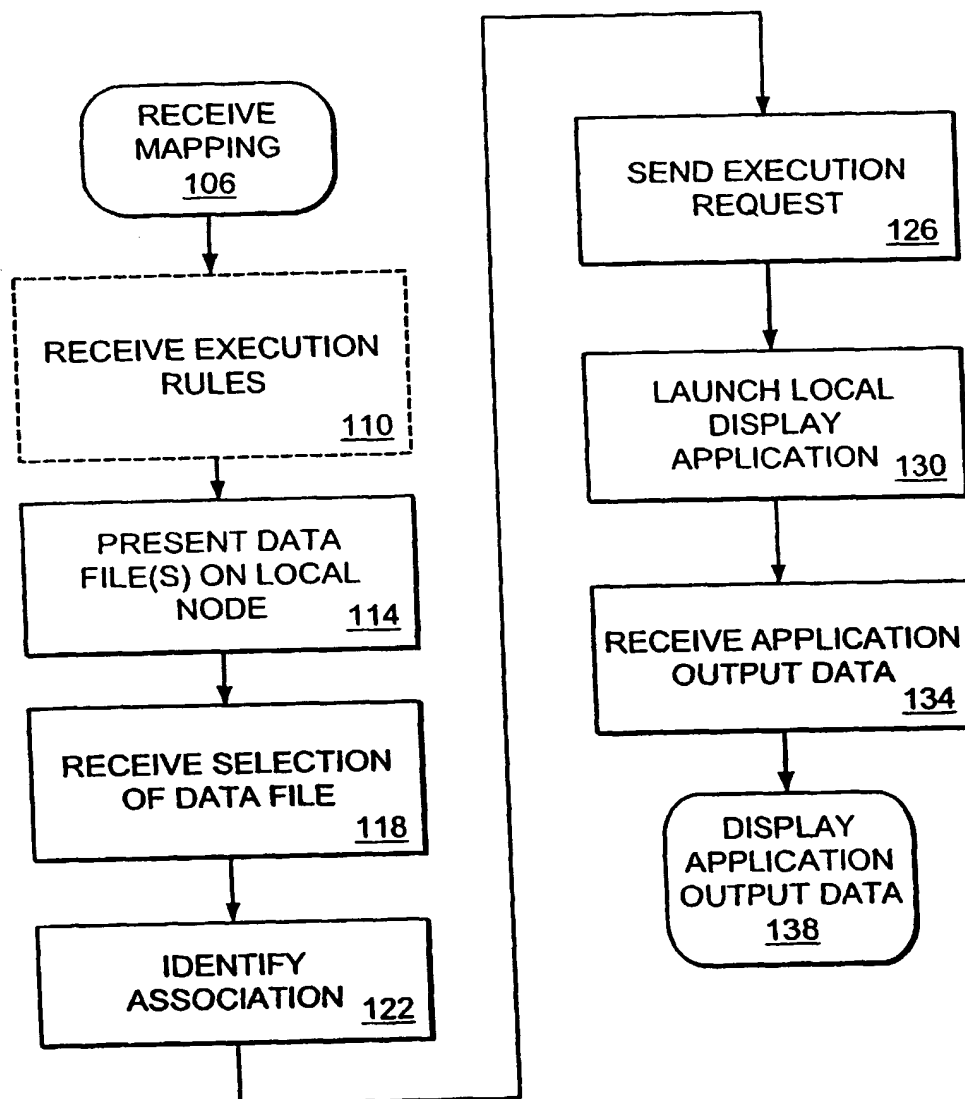 RECEIVE
MAPPING
106
RECEIVE EXECUTION
RULES
110
PRESENT DATA
FILE(S) ON LOCAL
NODE
114
RECEIVE SELECTION
OF DATA FILE
118
IDENTIFY
ASSOCIATION
122
SEND EXECUTION
REQUEST
126
LAUNCH LOCAL
DISPLAY
APPLICATION
130
RECEIVE APPLICATION
OUTPUT DATA
134
DISPLAY
APPLICATION
OUTPUT DATA
138